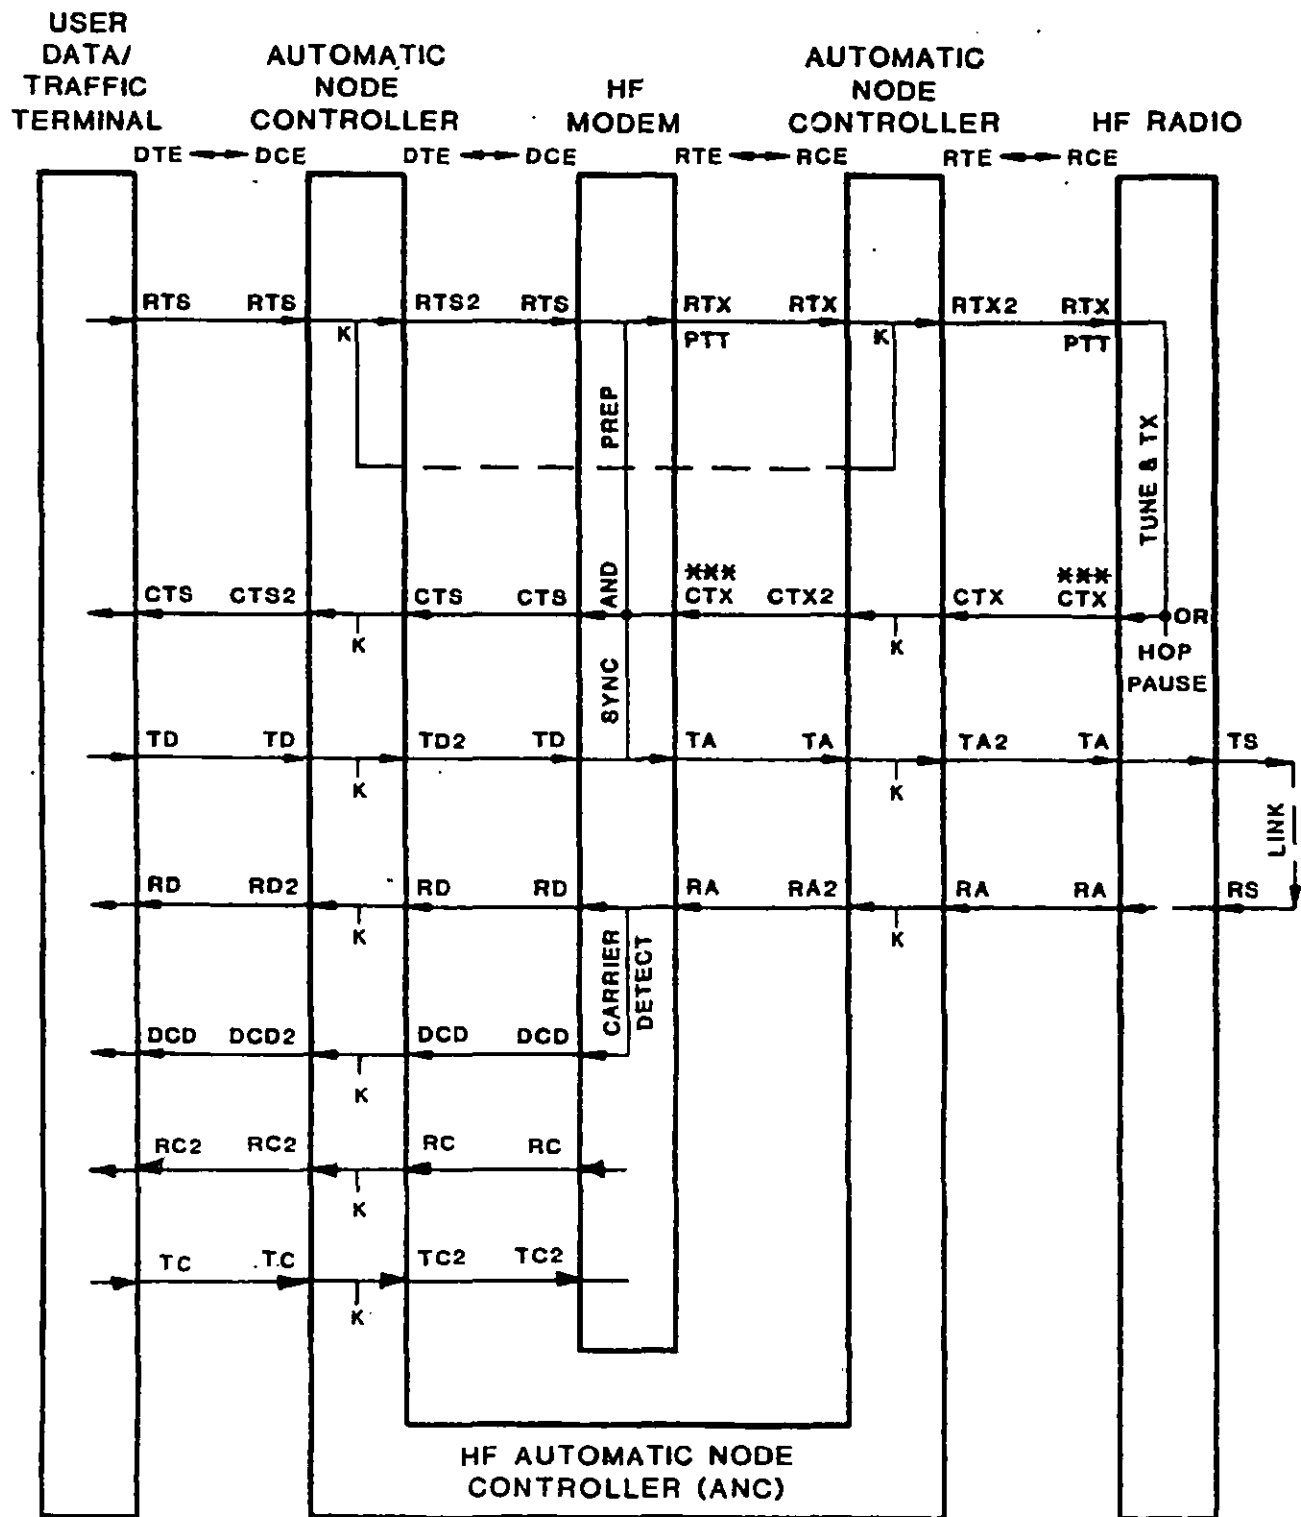 USER
DATA/
TRAFFIC
TERMINAL
AUTOMATIC
NODE
CONTROLLER
HF
MODEM
AUTOMATIC
NODE
CONTROLLER
HF RADIO
DTE DCE DTE DCE RTE RCE RTE RCE
RTS RTS RTS2 RTS RTX RTX RTX2 RTX
K PTT K PTT
PREP
TUNE & TX
AND
*** ***
CTS CTS2 CTS CTS CTX CTX2 CTX CTX OR
K K HOP
PAUSE
SYNC
TD TD TD2 TD TA TA TA2 TA TS
K K
LINK
RD RD2 RD RD RA RA2 RA RA RS
K K
CARRIER
DETECT
DCD DCD2 DCD DCD
K
RC2 RC2 RC RC
K
TC TC TC2 TC2
K
HF AUTOMATIC NODE
CONTROLLER (ANC)